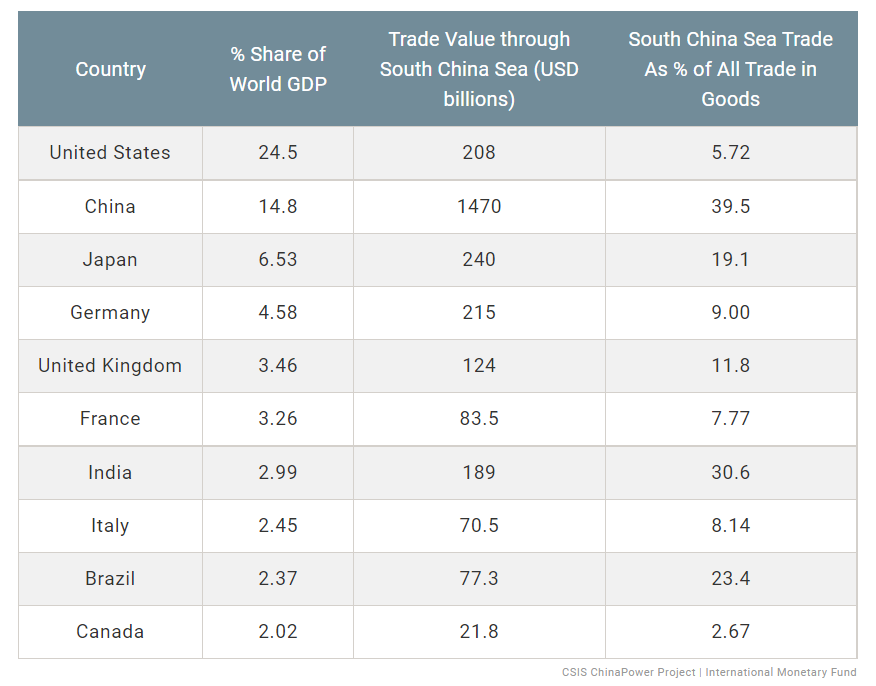 Country
% Share of
World GDP
Trade Value through
South China Sea (USD
billions)
South China Sea Trade
As % of All Trade in
Goods
United States 24.5 208 5.72
China 14.8 1470 39.5
Japan 6.53 240 19.1
Germany 4.58 215 9.00
United Kingdom 3.46 124 11.8
France 3.26 83.5 7.77
India 2.99 189 30.6
Italy 2.45 70.5 8.14
Brazil 2.37 77.3 23.4
Canada 2.02 21.8 2.67
CSIS ChinaPower Project | International Monetary Fund